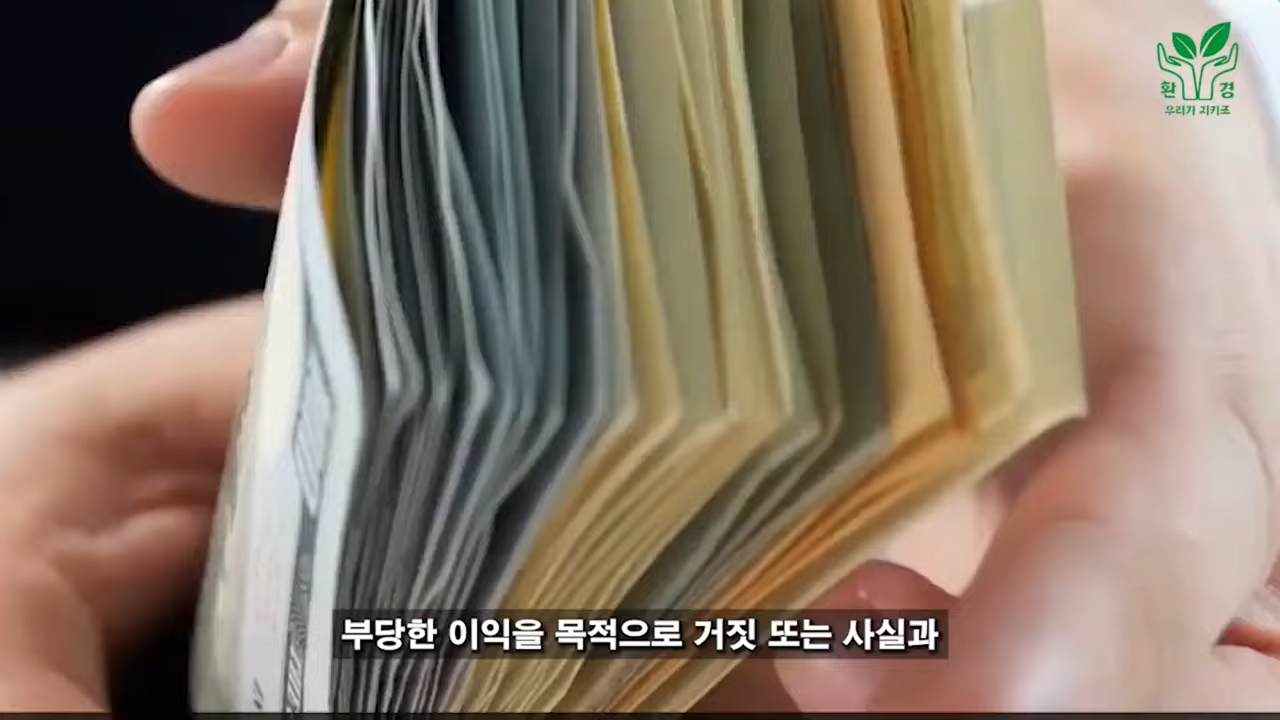 환 경
우리가 지키죠
부당한 이익을 목적으로 거짓 또는 사실과